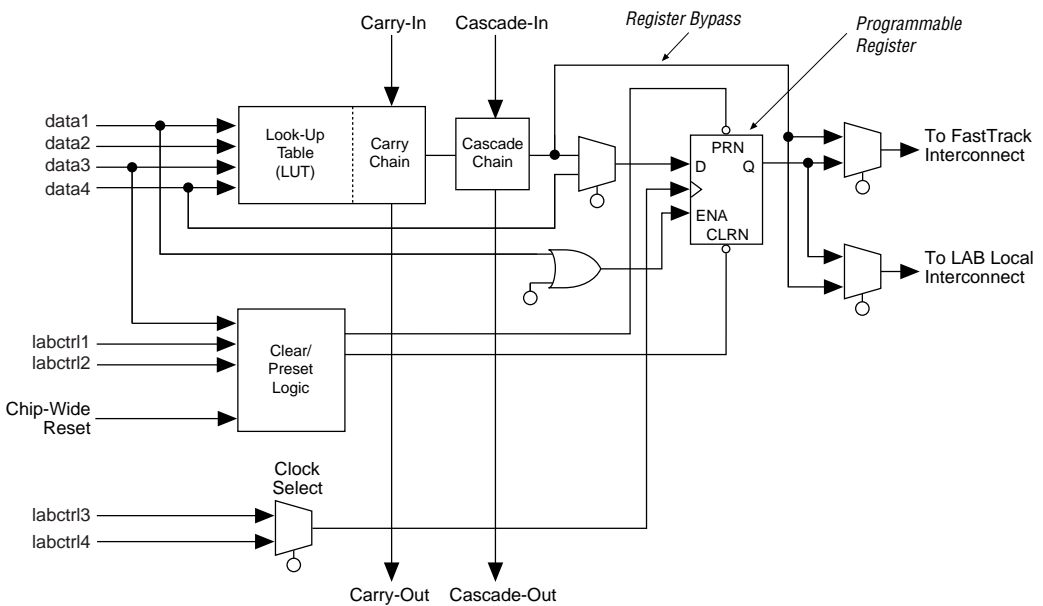 Carry-In
Cascade-In
Register Bypass
Programmable
Register
data1
data2
data3
data4
Look-Up
Table
(LUT)
Carry
Chain
Cascade
Chain
PRN
D
Q
ENA
CLRN
To FastTrack
Interconnect
To LAB Local
Interconnect
labctrl1
labctrl2
Clear/
Preset
Logic
Chip-Wide
Reset
Clock
Select
labctrl3
labctrl4
Carry-Out
Cascade-Out